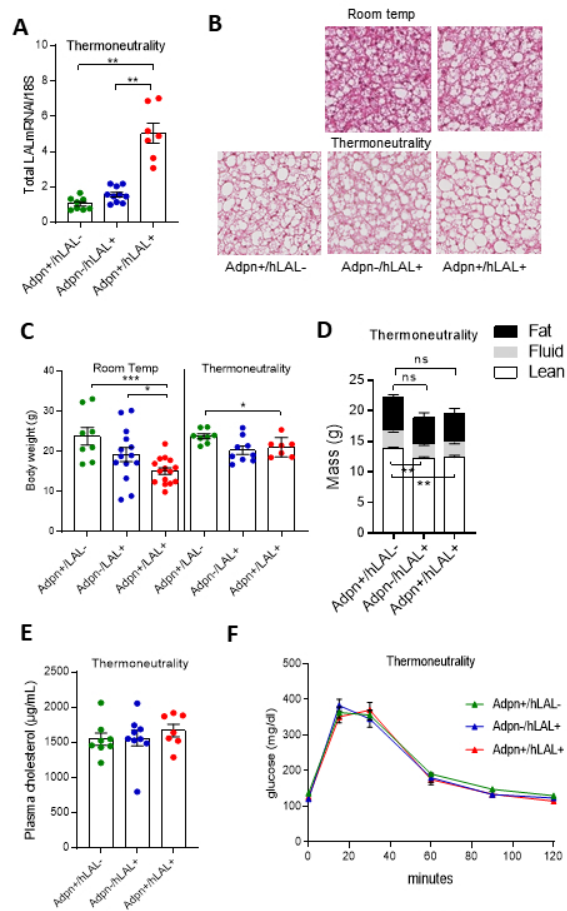 A
Thermoneutrality
**
**
Total LALmRNAl/18S
10
8
6
4
2
0
Adpn+/hLAL-
Adpn-/hLAL+
Adpn+/hLAL+
B
Room temp
Thermoneutrality
Adpn+/hLAL-
Adpn-/hLAL+
Adpn+/hLAL+
C
Room Temp
Thermoneutrality
***
*
*
Body weight (g)
40
30
20
10
0
Adpn+/LAL-
Adpn-/LAL+
Adpn+/LAL+
Adpn+/LAL-
Adpn-/LAL+
Adpn+/LAL+
D
Thermoneutrality
Fat
Fluid
Lean
ns
ns
**
**
Mass (g)
25
20
15
10
5
0
Adpn+/hLAL-
Adpn-/hLAL+
Adpn+/hLAL+
E
Thermoneutrality
Plasma cholesterol (µg/mL)
2500
2000
1500
1000
500
0
Adpn+/hLAL-
Adpn-/hLAL+
Adpn+/hLAL+
F
Thermoneutrality
Adpn+/hLAL-
Adpn-/hLAL+
Adpn+/hLAL+
glucose (mg/dl)
500
400
300
200
100
0
0 20 40 60 80 100 120
minutes